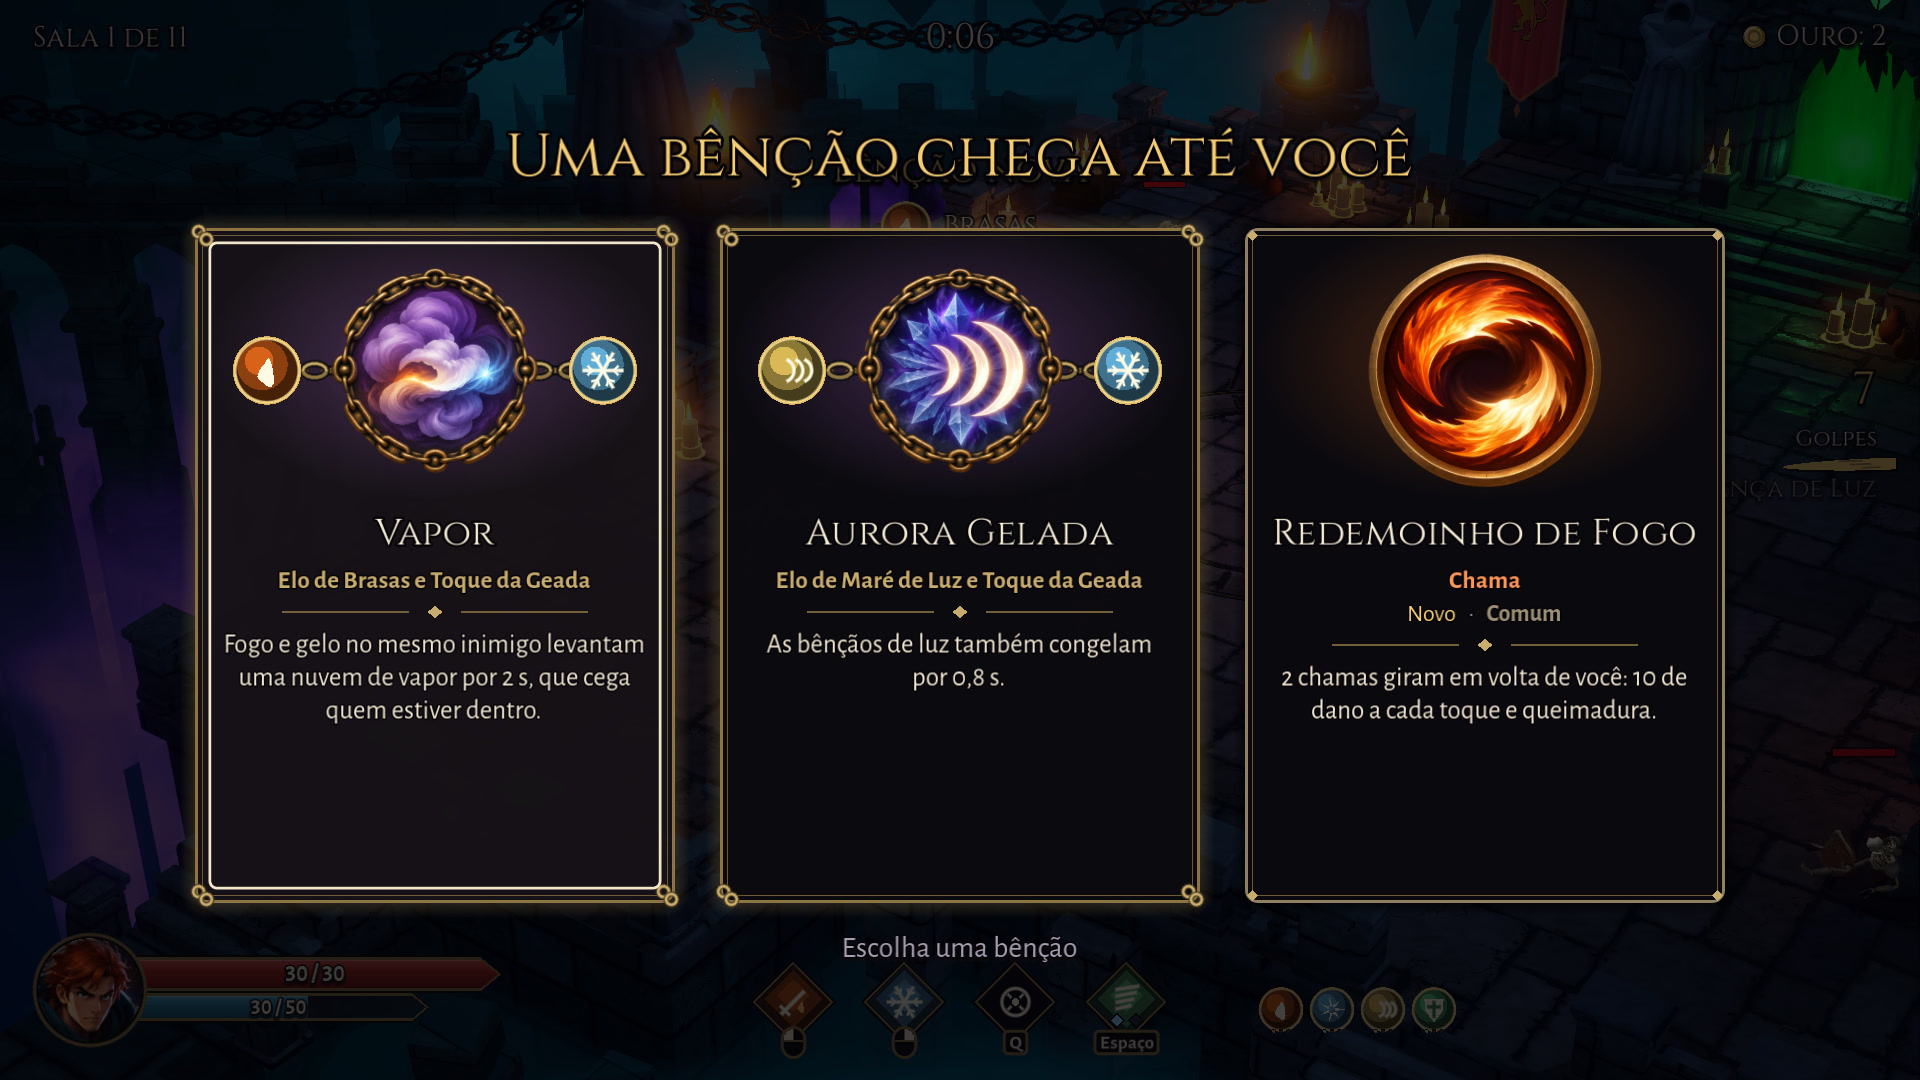 Sala 1 de 11
0:06
Ouro: 2
Uma bênção chega até você
Brasas
Vapor
Elo de Brasas e Toque da Geada
Fogo e gelo no mesmo inimigo levantam
uma nuvem de vapor por 2 s, que cega
quem estiver dentro.
Aurora Gelada
Elo de Maré de Luz e Toque da Geada
As bênçãos de luz também congelam
por 0,8 s.
Redemoinho de Fogo
Chama
Novo · Comum
2 chamas giram em volta de você: 10 de
dano a cada toque e queimadura.
7
Golpes
de Luz
Escolha uma bênção
30/30
30/50
Q
Espaço